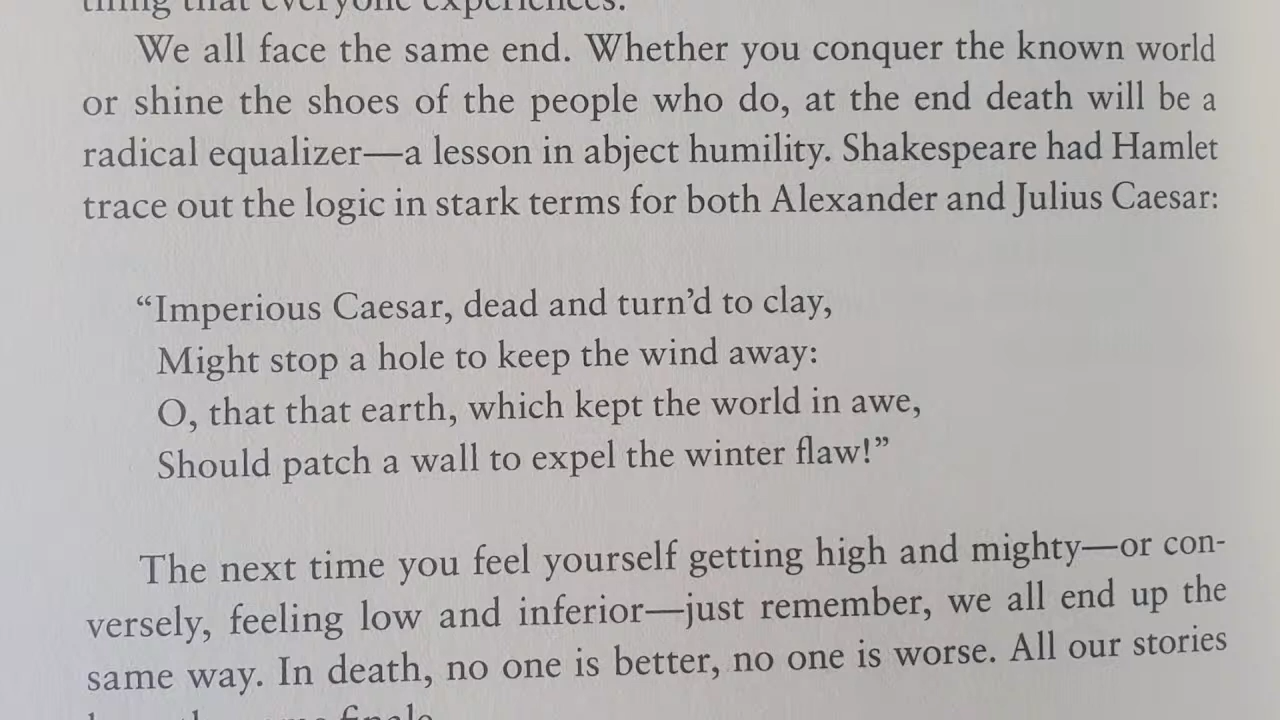 thing that everyone experiences.
We all face the same end. Whether you conquer the known world
or shine the shoes of the people who do, at the end death will be a
radical equalizer—a lesson in abject humility. Shakespeare had Hamlet
trace out the logic in stark terms for both Alexander and Julius Caesar:
“Imperious Caesar, dead and turn’d to clay,
Might stop a hole to keep the wind away:
O, that that earth, which kept the world in awe,
Should patch a wall to expel the winter flaw!”
The next time you feel yourself getting high and mighty—or con-
versely, feeling low and inferior—just remember, we all end up the
same way. In death, no one is better, no one is worse. All our stories
finale